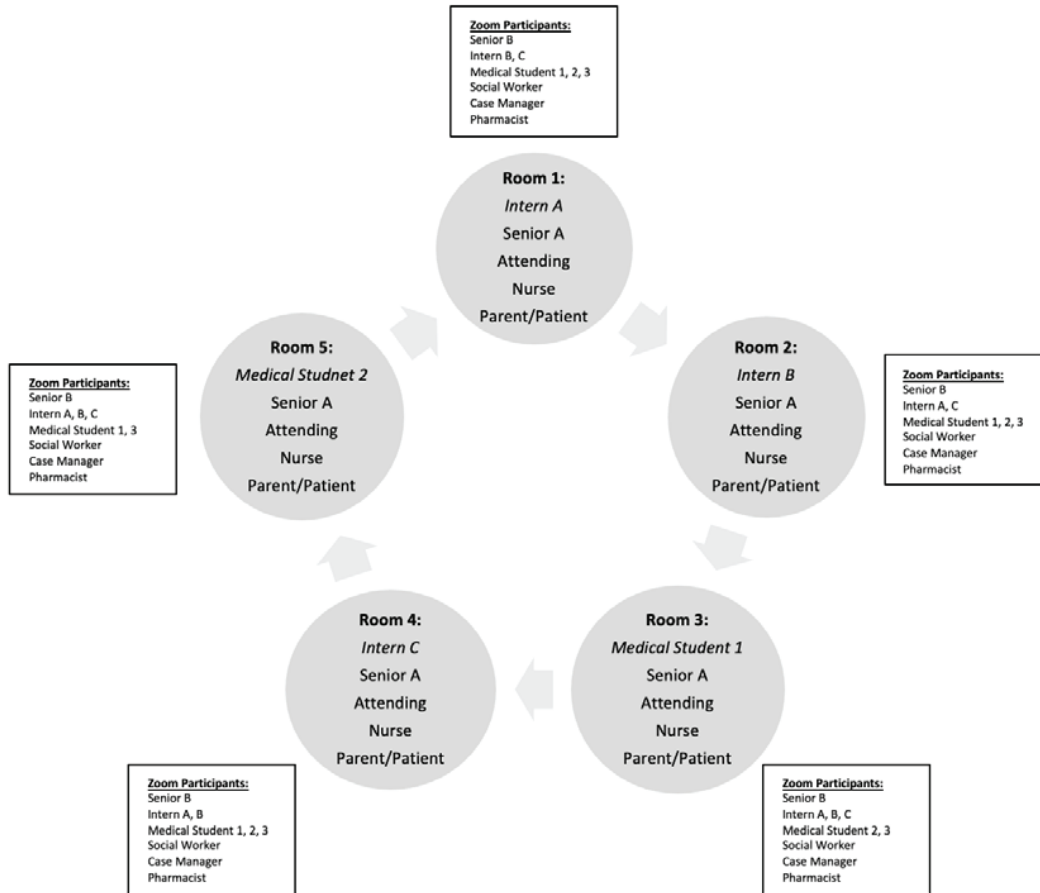 Zoom Participants:
Senior B
Intern B, C
Medical Student 1, 2, 3
Social Worker
Case Manager
Pharmacist
Room 1:
Intern A
Senior A
Attending
Nurse
Parent/Patient
Room 2:
Intern B
Senior A
Attending
Nurse
Parent/Patient
Zoom Participants:
Senior B
Intern A, C
Medical Student 1, 2, 3
Social Worker
Case Manager
Pharmacist
Room 3:
Medical Student 1
Senior A
Attending
Nurse
Parent/Patient
Zoom Participants:
Senior B
Intern A, B, C
Medical Student 2, 3
Social Worker
Case Manager
Pharmacist
Room 4:
Intern C
Senior A
Attending
Nurse
Parent/Patient
Zoom Participants:
Senior B
Intern A, B
Medical Student 1, 2, 3
Social Worker
Case Manager
Pharmacist
Room 5:
Medical Studnet 2
Senior A
Attending
Nurse
Parent/Patient
Zoom Participants:
Senior B
Intern A, B, C
Medical Student 1, 3
Social Worker
Case Manager
Pharmacist